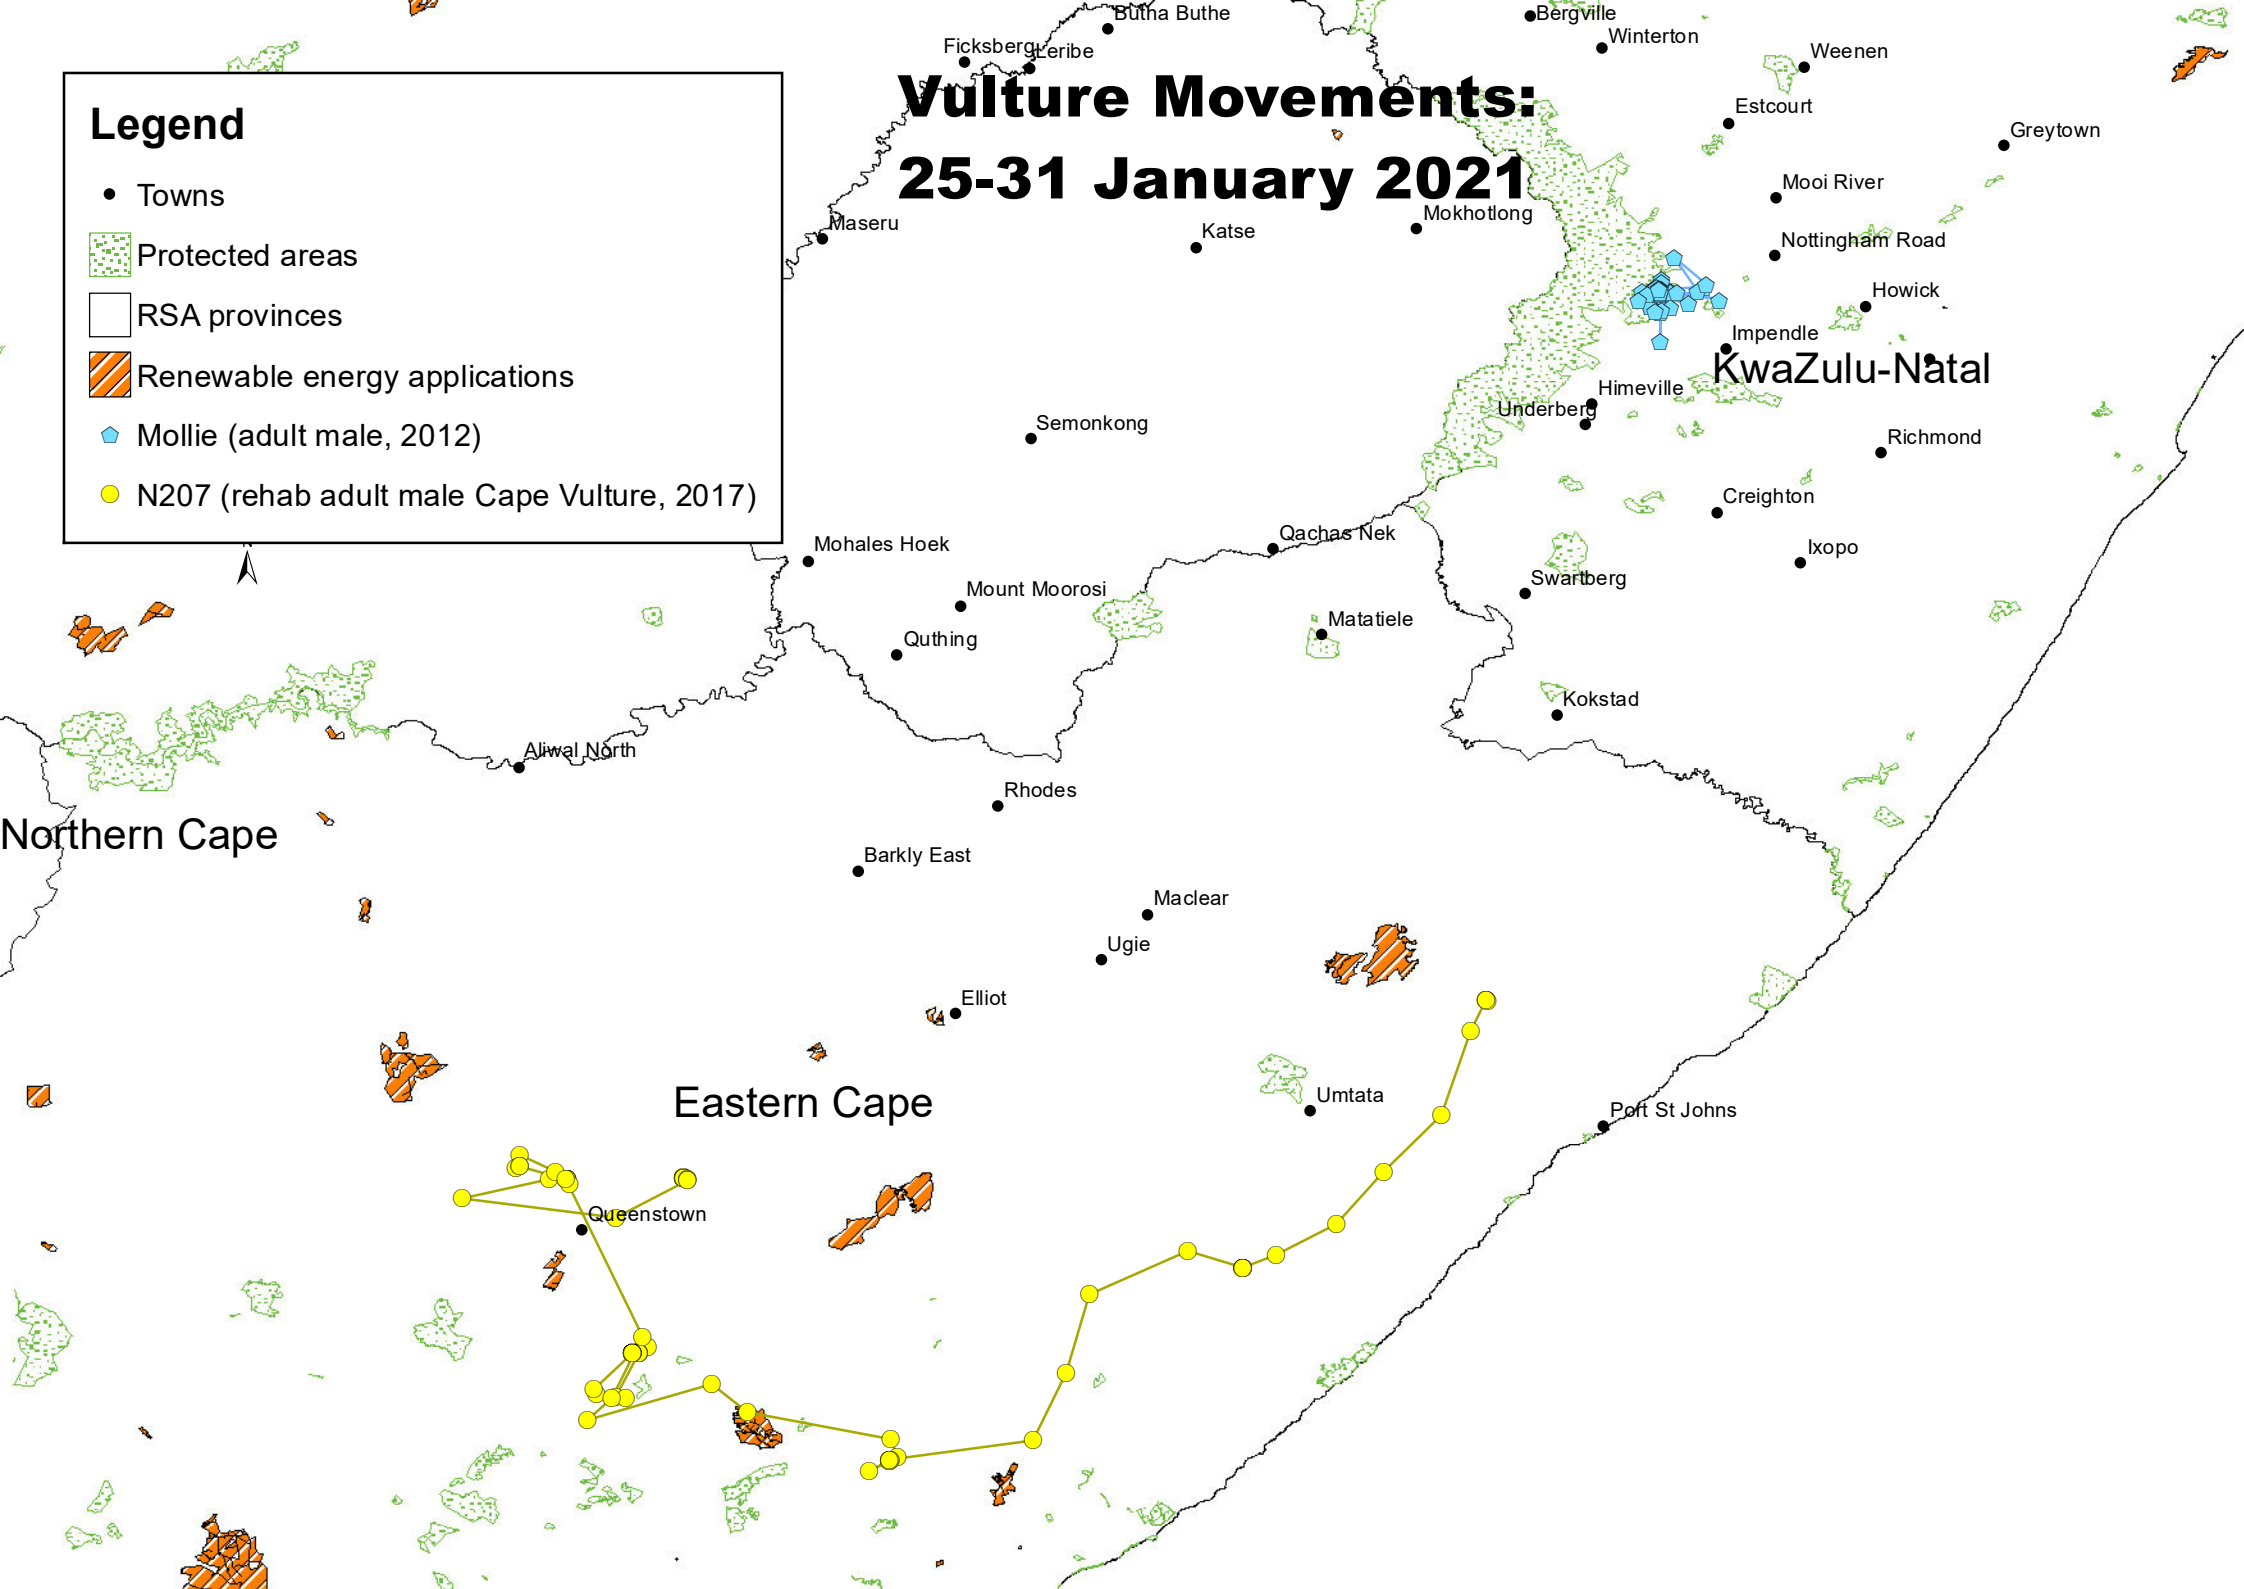 Butha Buthe
Bergville
Winterton
Ficksberg
Leribe
Weenen
Vulture Movements:
25-31 January 2021
Estcourt
Greytown
Mooi River
Maseru
Katse
Mokhotlong
Nottingham Road
Howick
Impendle
KwaZulu-Natal
Himeville
Underberg
Semonkong
Richmond
Legend
Towns
Protected areas
RSA provinces
Renewable energy applications
Mollie (adult male, 2012)
N207 (rehab adult male Cape Vulture, 2017)
Creighton
Qachas Nek
Mohales Hoek
Ixopo
Swartberg
Mount Moorosi
Matatiele
Quthing
Kokstad
Aliwal North
Rhodes
Northern Cape
Barkly East
Maclear
Ugie
Elliot
Eastern Cape
Umtata
Port St Johns
Queenstown